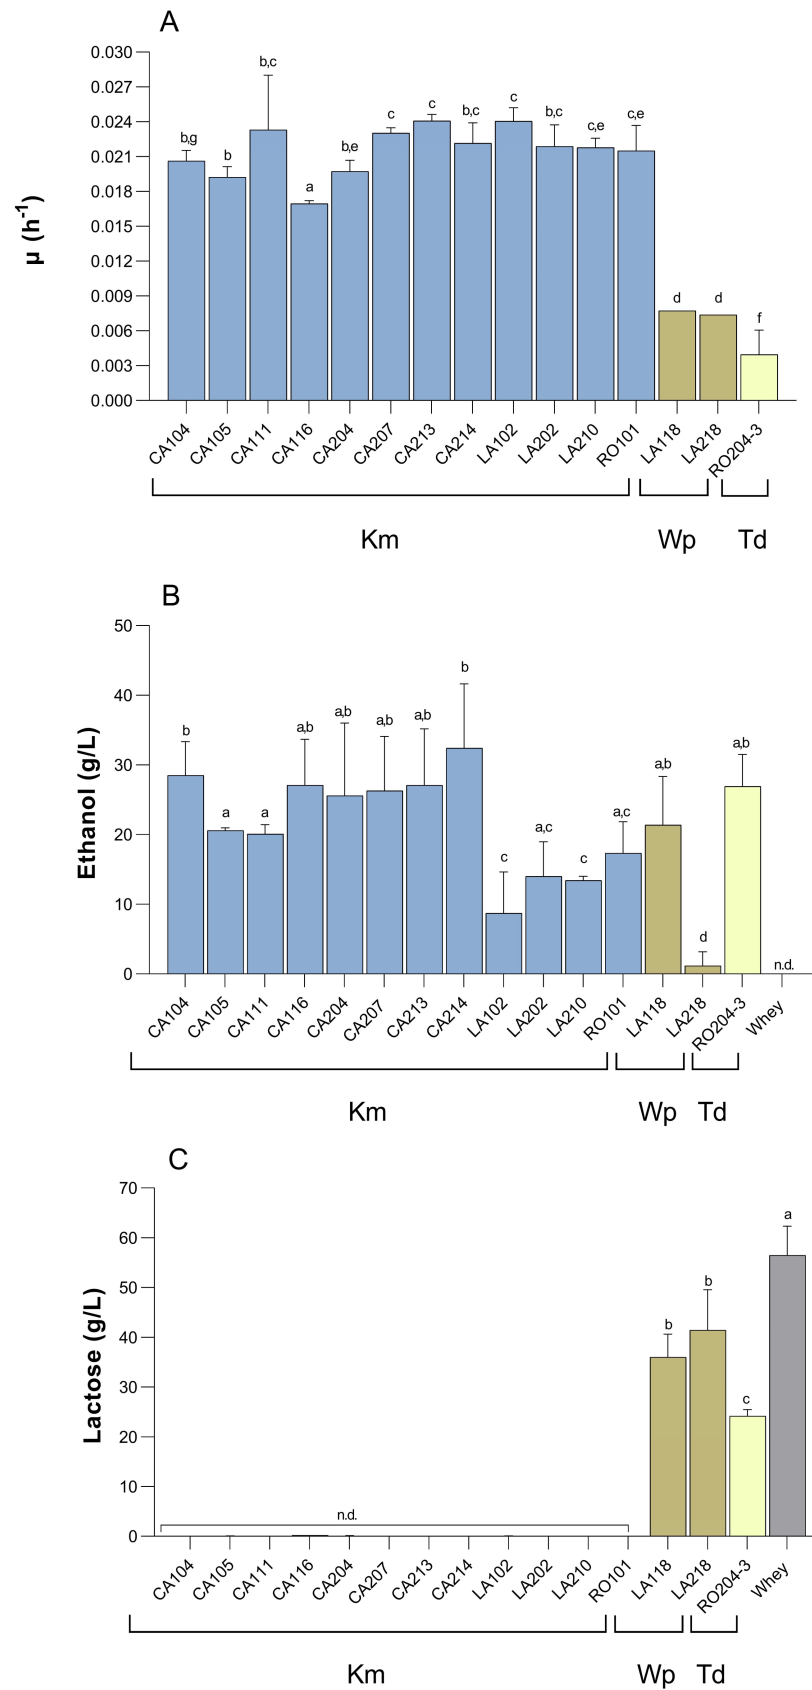 A
0.030
0.027
0.024
0.021
0.018
0.015
0.012
0.009
0.006
0.003
0.000
µ (h-1)
b,g
b
b,c
a
b,e
c
c
b,c
c
b,c
c,e
c,e
d
d
f
CA104
CA105
CA111
CA116
CA204
CA207
CA213
CA214
LA102
LA202
LA210
RO101
LA118
LA218
RO204-3
Km
Wp
Td
B
50
40
30
20
10
0
Ethanol (g/L)
b
a
a
a,b
a,b
a,b
a,b
b
c
a,c
c
a,c
a,b
d
a,b
n.d.
CA104
CA105
CA111
CA116
CA204
CA207
CA213
CA214
LA102
LA202
LA210
RO101
LA118
LA218
RO204-3
Whey
Km
Wp
Td
C
70
60
50
40
30
20
10
0
Lactose (g/L)
n.d.
b
b
c
a
CA104
CA105
CA111
CA116
CA204
CA207
CA213
CA214
LA102
LA202
LA210
RO101
LA118
LA218
RO204-3
Whey
Km
Wp
Td